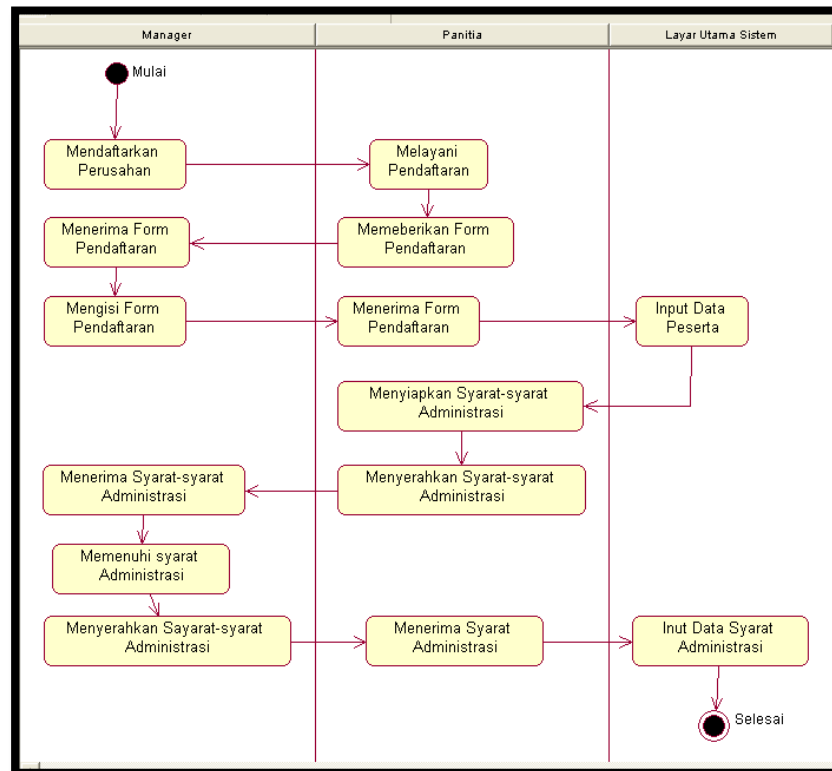 Manager
Panitia
Layar Utama Sistem
Mulai
Mendaftarkan
Perusahan
Melayani
Pendaftaran
Memeberikan Form
Pendaftaran
Menerima Form
Pendaftaran
Mengisi Form
Pendaftaran
Menerima Form
Pendaftaran
Input Data
Peserta
Menyiapkan Syarat-syarat
Administrasi
Menyerahkan Syarat-syarat
Administrasi
Menerima Syarat-syarat
Administrasi
Memenuhi syarat
Administrasi
Menyerahkan Sayarat-syarat
Administrasi
Menerima Syarat
Administrasi
Inut Data Syarat
Administrasi
Selesai